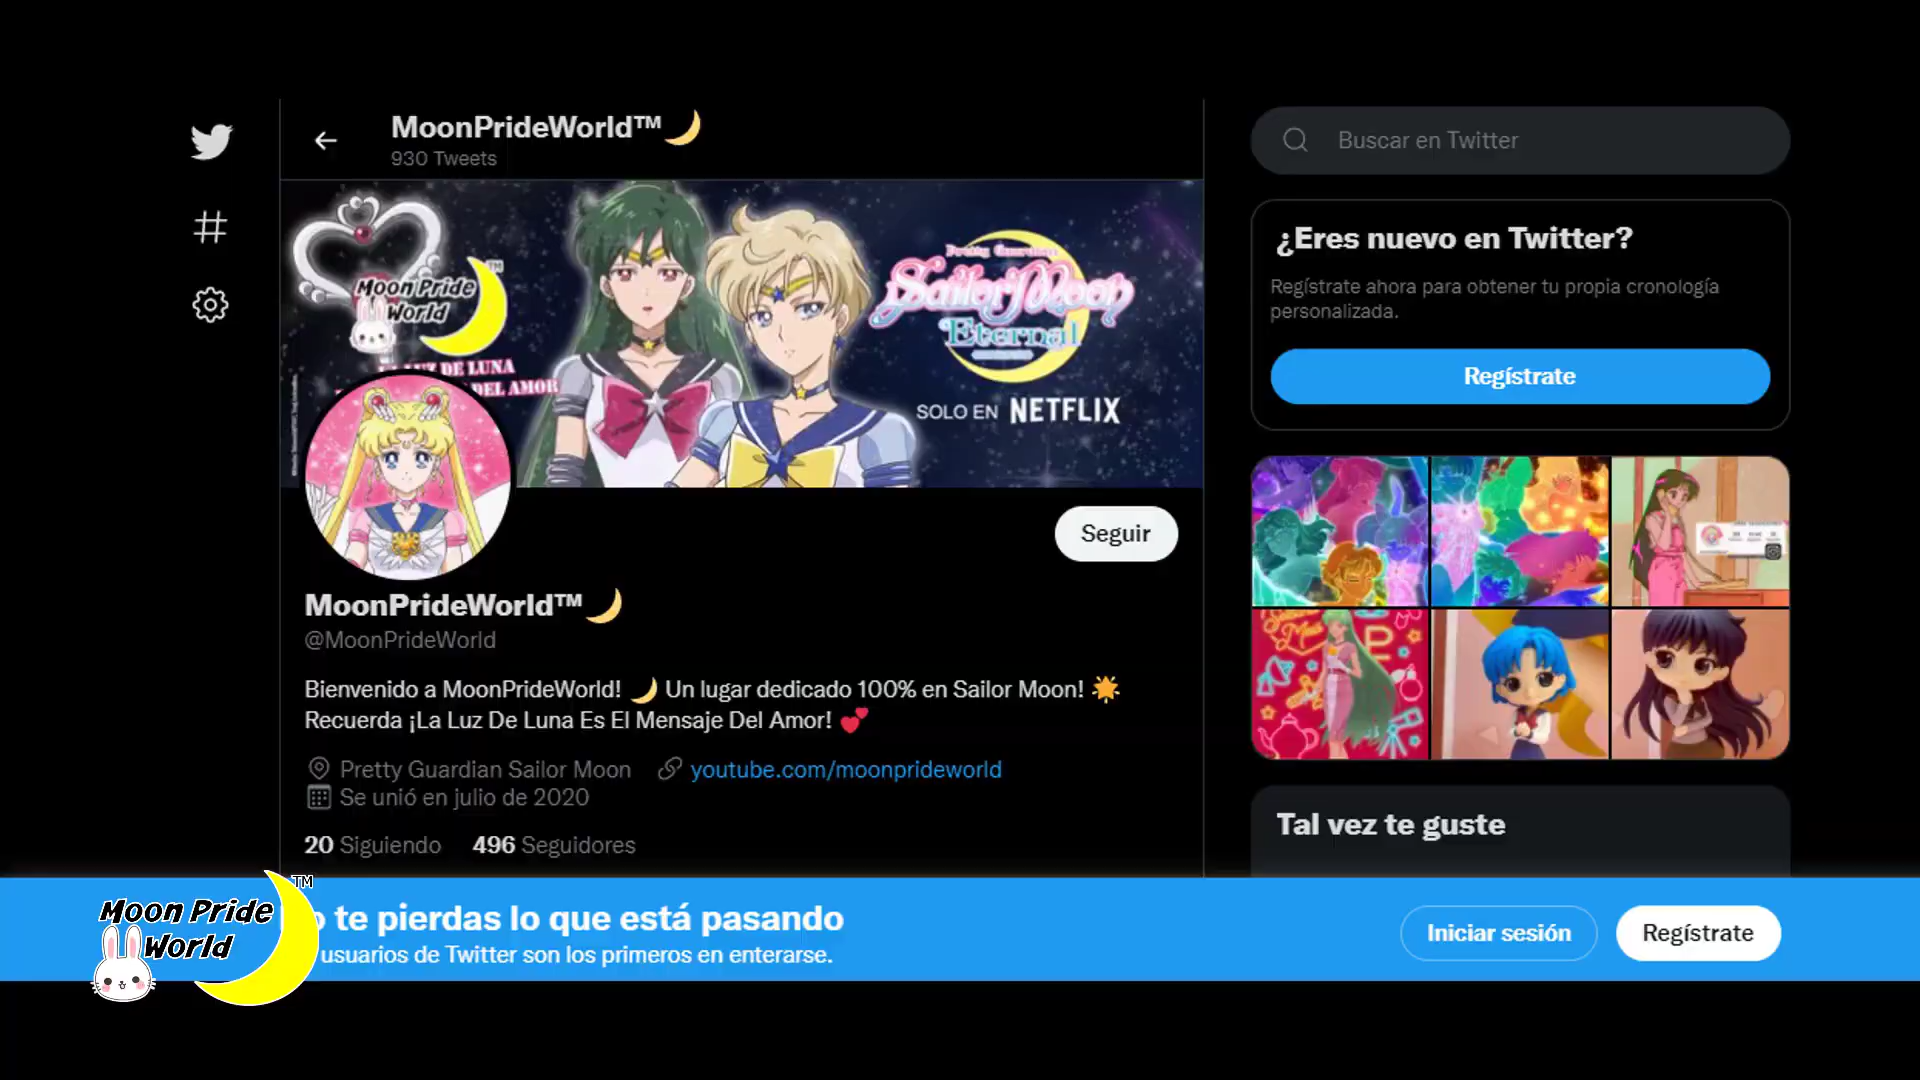 MoonPrideWorld™🌙
930 Tweets
Buscar en Twitter
¿Eres nuevo en Twitter?
Regístrate ahora para obtener tu propia cronología
personalizada.
Regístrate
Moon Pride
World
™
LUZ DE LUNA
DEL AMOR
Pretty Guardian
Sailor Moon
Eternal
SOLO EN NETFLIX
Seguir
MoonPrideWorld™🌙
@MoonPrideWorld
Bienvenido a MoonPrideWorld! 🌙 Un lugar dedicado 100% en Sailor Moon! 🌟
Recuerda ¡La Luz De Luna Es El Mensaje Del Amor! 💕
Pretty Guardian Sailor Moon youtube.com/moonprideworld
Se unió en julio de 2020
20 Siguiendo 496 Seguidores
Tal vez te guste
Moon Pride
World
™
te pierdas lo que está pasando
usuarios de Twitter son los primeros en enterarse.
Iniciar sesión
Regístrate